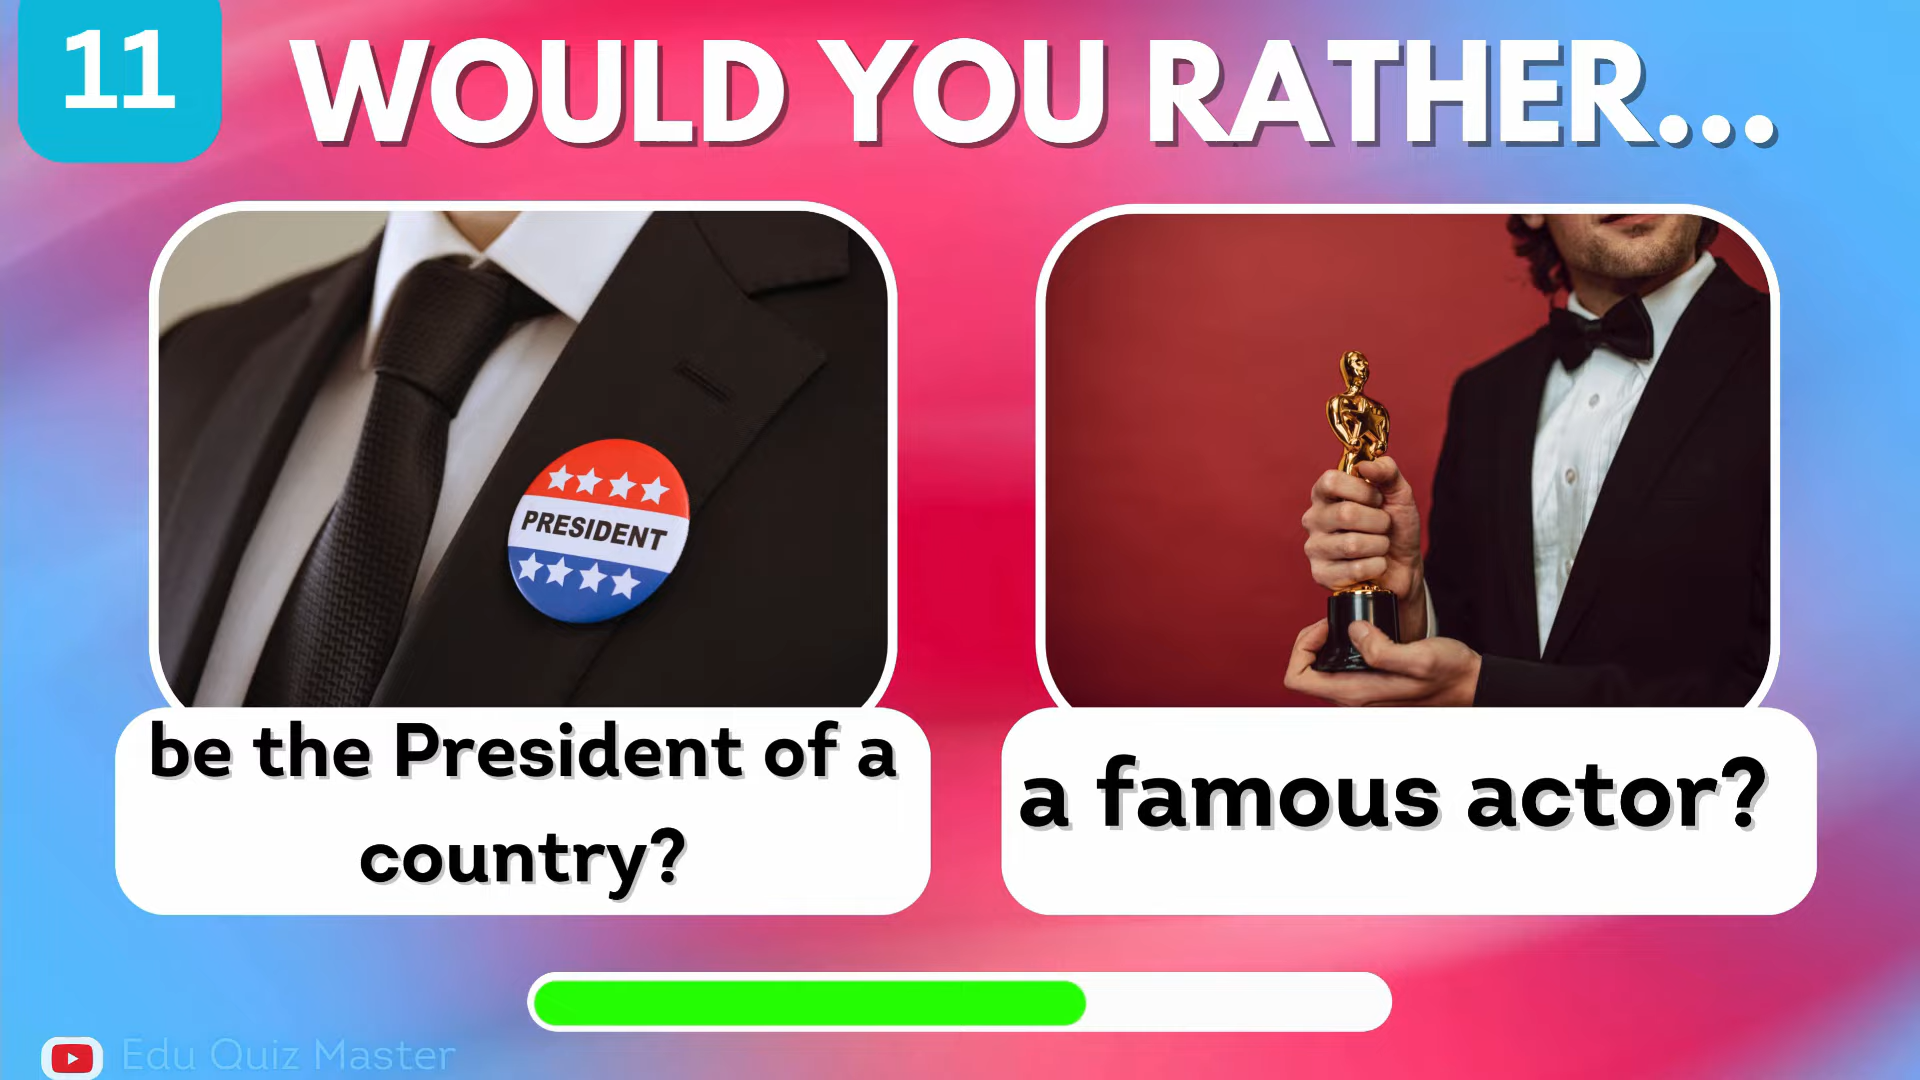 11
WOULD YOU RATHER...
PRESIDENT
be the President of a
country?
a famous actor?
Edu Quiz Master